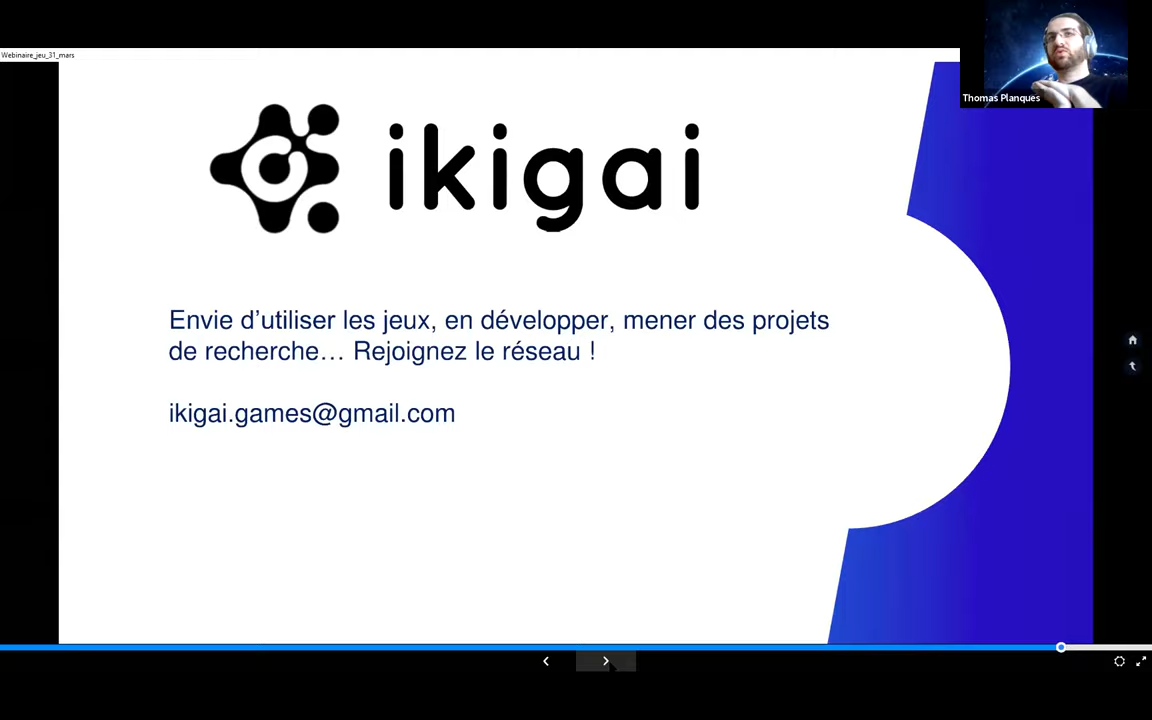 Webinaire_jeu_31_mars
Thomas Planques
ikigai
Envie d’utiliser les jeux, en développer, mener des projets
de recherche… Rejoignez le réseau !
ikigai.games@gmail.com